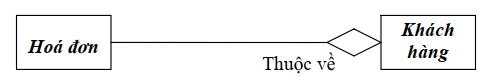 Hoá đơn
Thuộc về
Khách
hàng